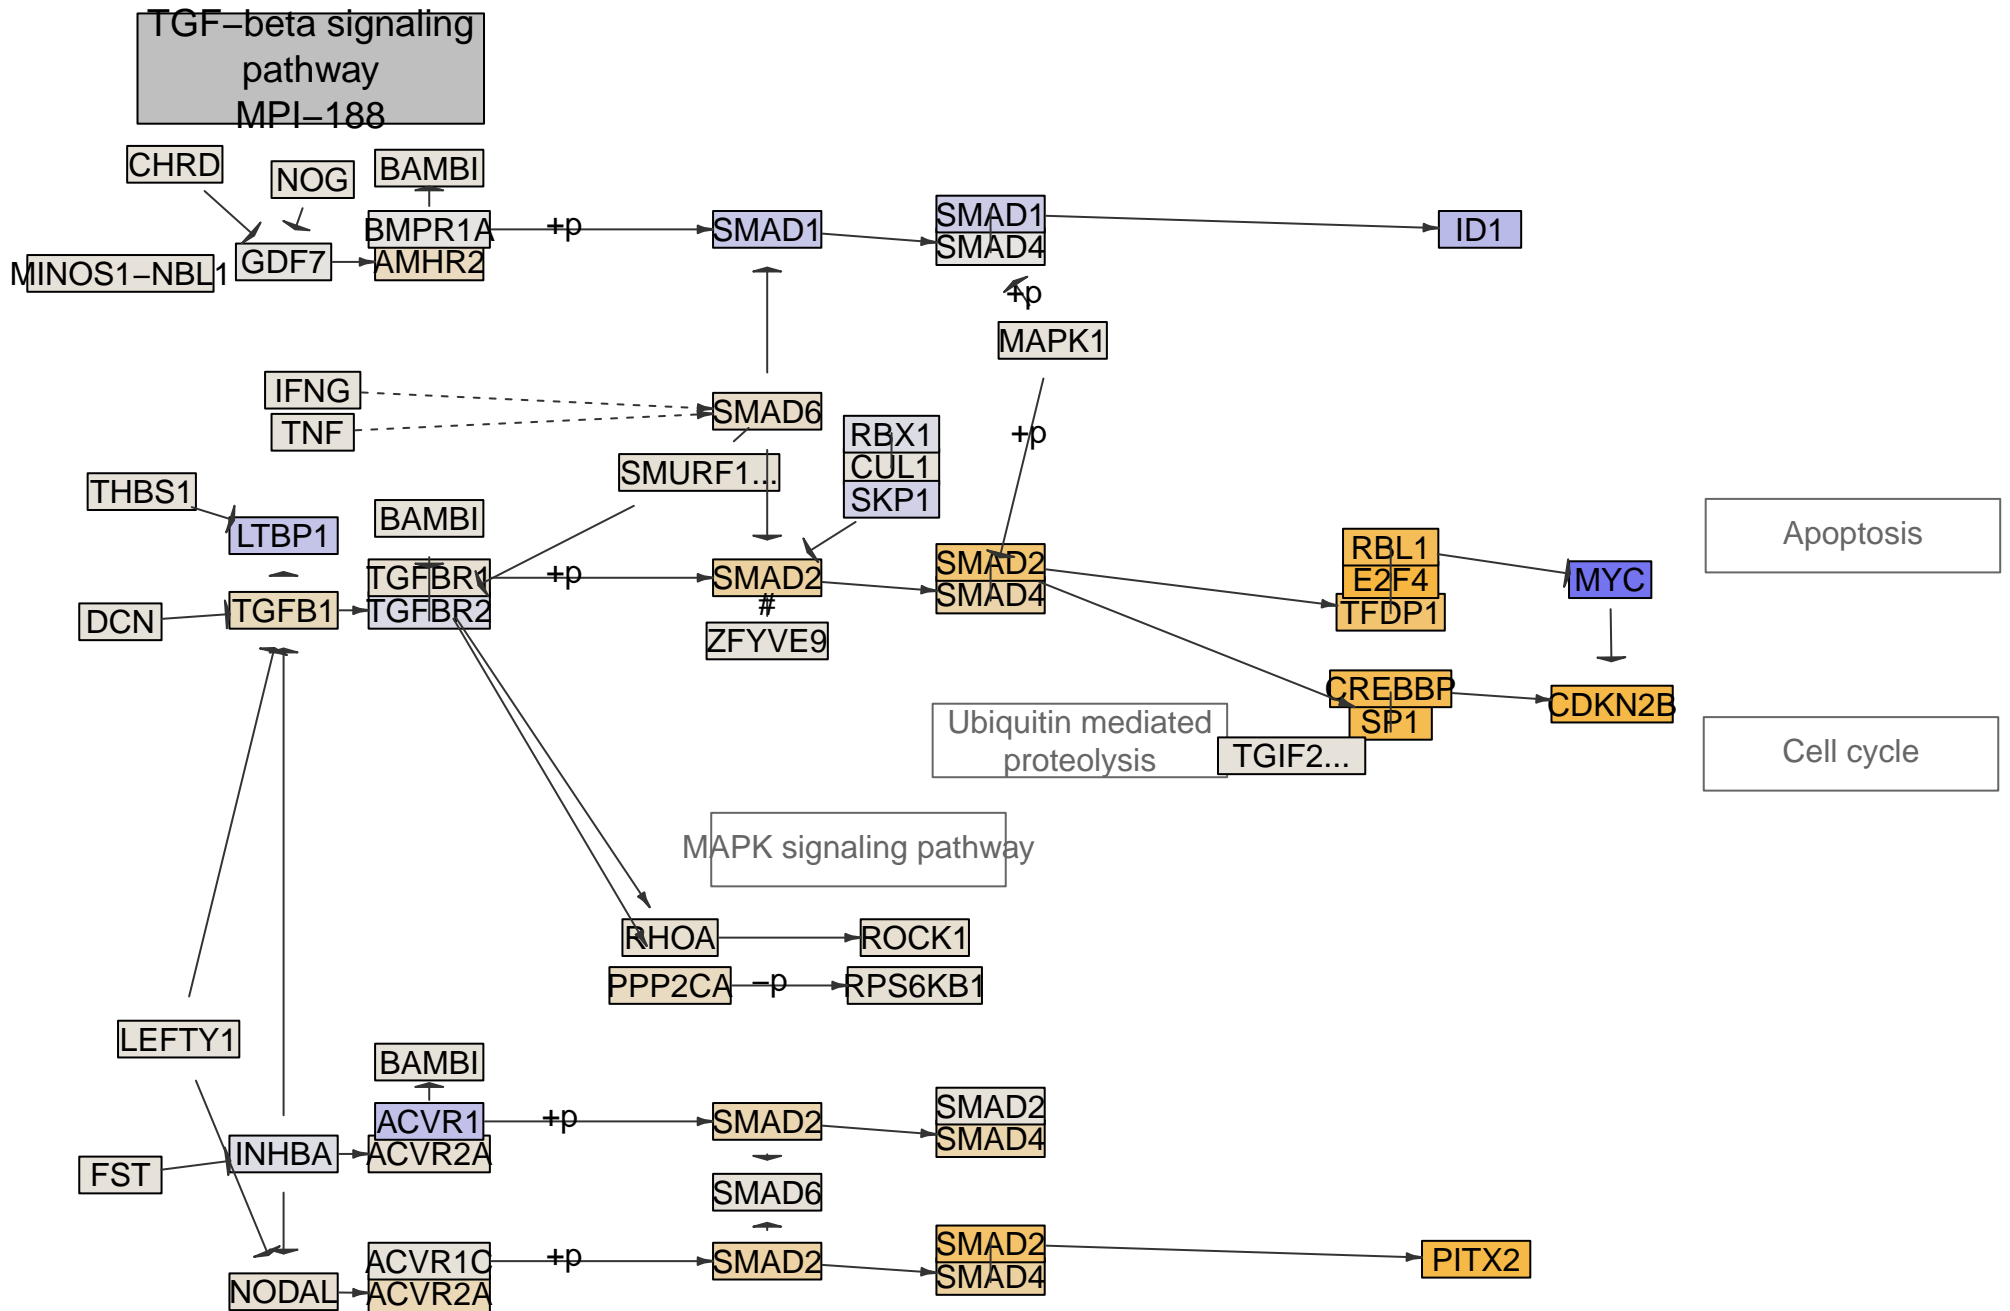 TGF−beta signaling
pathway
MPI−188
CHRD
NOG
BAMBI
BMPR1A
+p
SMAD1
SMAD1
SMAD4
ID1
GDF7
AMHR2
MINOS1−NBL1
+p
MAPK1
IFNG
TNF
SMAD6
SMURF1...
RBX1
CUL1
SKP1
+p
THBS1
LTBP1
BAMBI
TGFBR1
TGFBR2
+p
SMAD2
#
ZFYVE9
SMAD2
SMAD4
RBL1
E2F4
TFDP1
MYC
Apoptosis
DCN
TGFB1
CREBBP
SP1
CDKN2B
TGIF2...
Ubiquitin mediated
proteolysis
Cell cycle
MAPK signaling pathway
RHOA
ROCK1
PPP2CA
−p
RPS6KB1
LEFTY1
BAMBI
ACVR1
ACVR2A
+p
SMAD2
SMAD2
SMAD4
INHBA
FST
SMAD6
ACVR1C
ACVR2A
+p
SMAD2
SMAD2
SMAD4
PITX2
NODAL